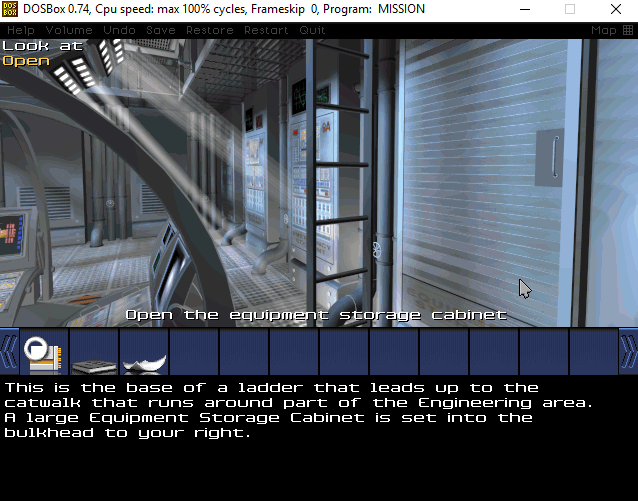 DOSBox 0.74, Cpu speed: max 100% cycles, Frameskip 0, Program: MISSION
Help Volume Undo Save Restore Restart Quit Map
Look at
Open
Open the equipment storage cabinet
This is the base of a ladder that leads up to the
catwalk that runs around part of the Engineering area.
A large Equipment Storage Cabinet is set into the
bulkhead to your right.